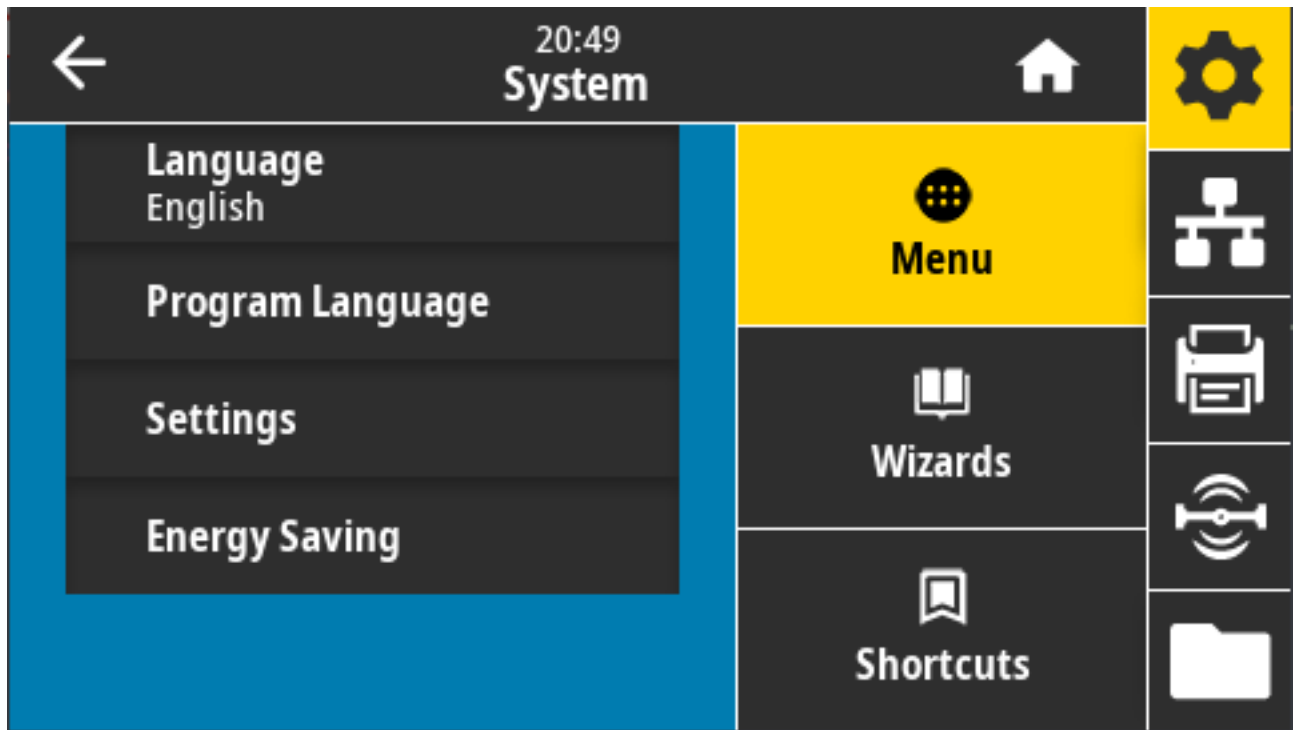 20:49
System
Language
English
Program Language
Settings
Energy Saving
Menu
Wizards
Shortcuts